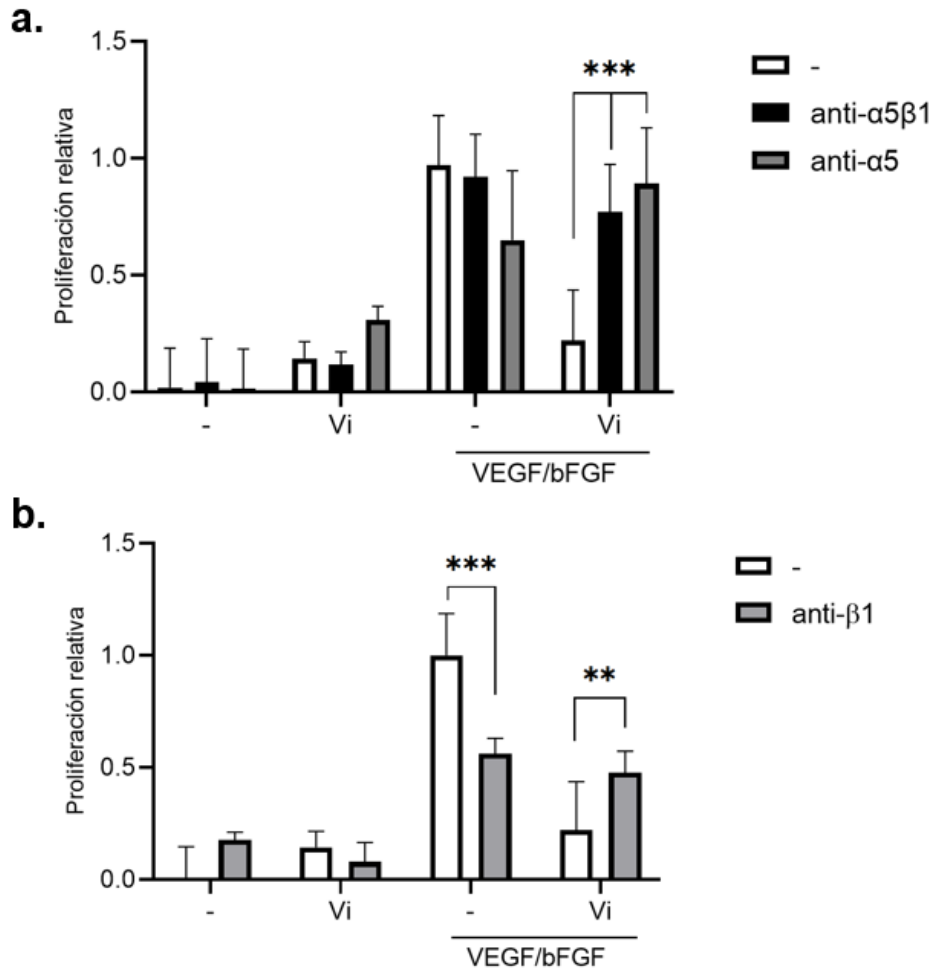 a.
Proliferación relativa
1.5
1.0
0.5
0.0
***
-
anti-α5β1
anti-α5
- Vi - Vi
VEGF/bFGF
b.
Proliferación relativa
1.5
1.0
0.5
0.0
***
**
-
anti-β1
- Vi - Vi
VEGF/bFGF